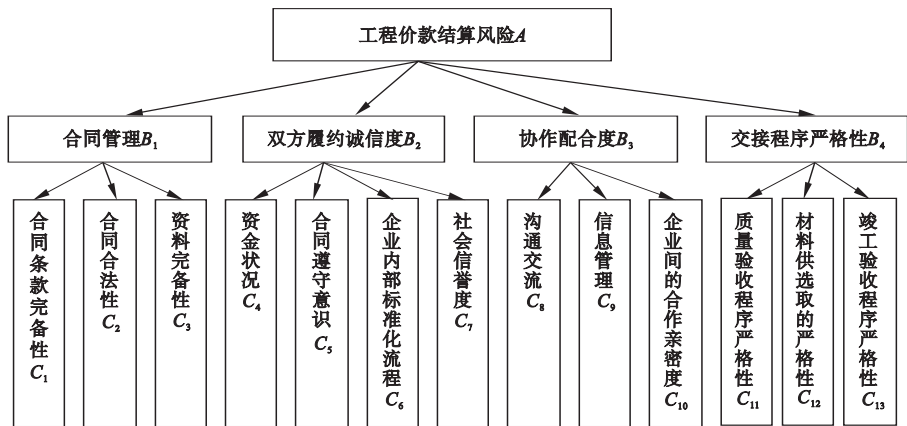 工程价款结算风险A
合同管理B₁
双方履约诚信度B₂
协作配合度B₃
交接程序严格性B₄
合同条款完备性C₁
合同合法性C₂
资料完备性C₃
资金状况C₄
合同遵守意识C₅
企业内部标准化流程C₆
社会信誉度C₇
沟通交流C₈
信息管理C₉
企业间的合作亲密度C₁₀
质量验收程序严格性C₁₁
材料供选取的严格性C₁₂
竣工验收程序严格性C₁₃